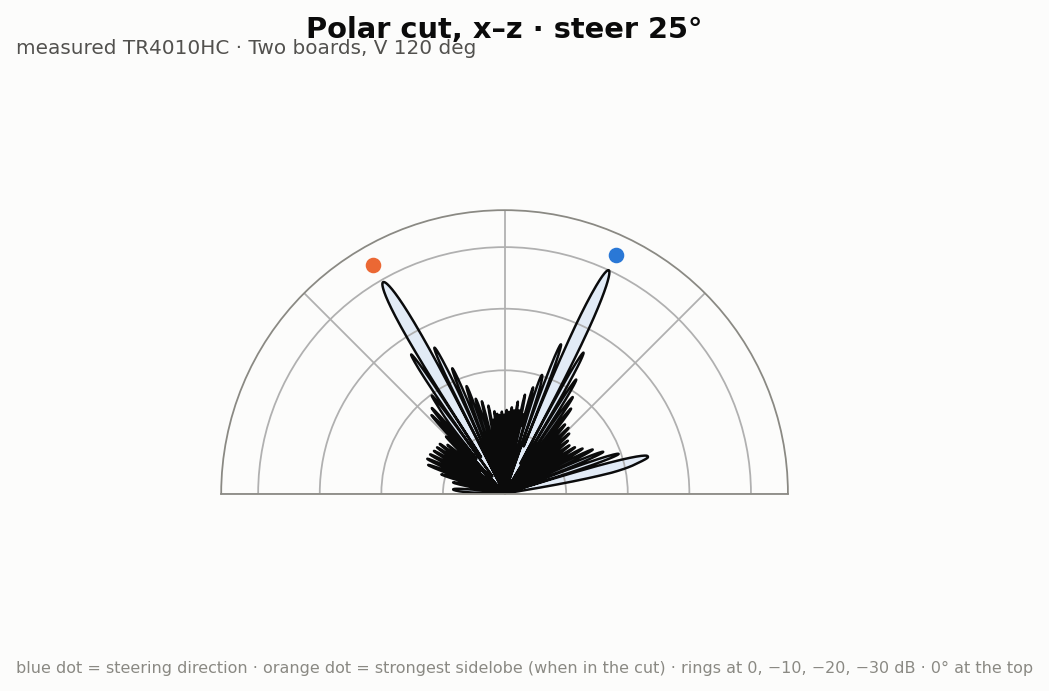 Polar cut, x–z · steer 25°
measured TR4010HC · Two boards, V 120 deg
blue dot = steering direction · orange dot = strongest sidelobe (when in the cut) · rings at 0, −10, −20, −30 dB · 0° at the top